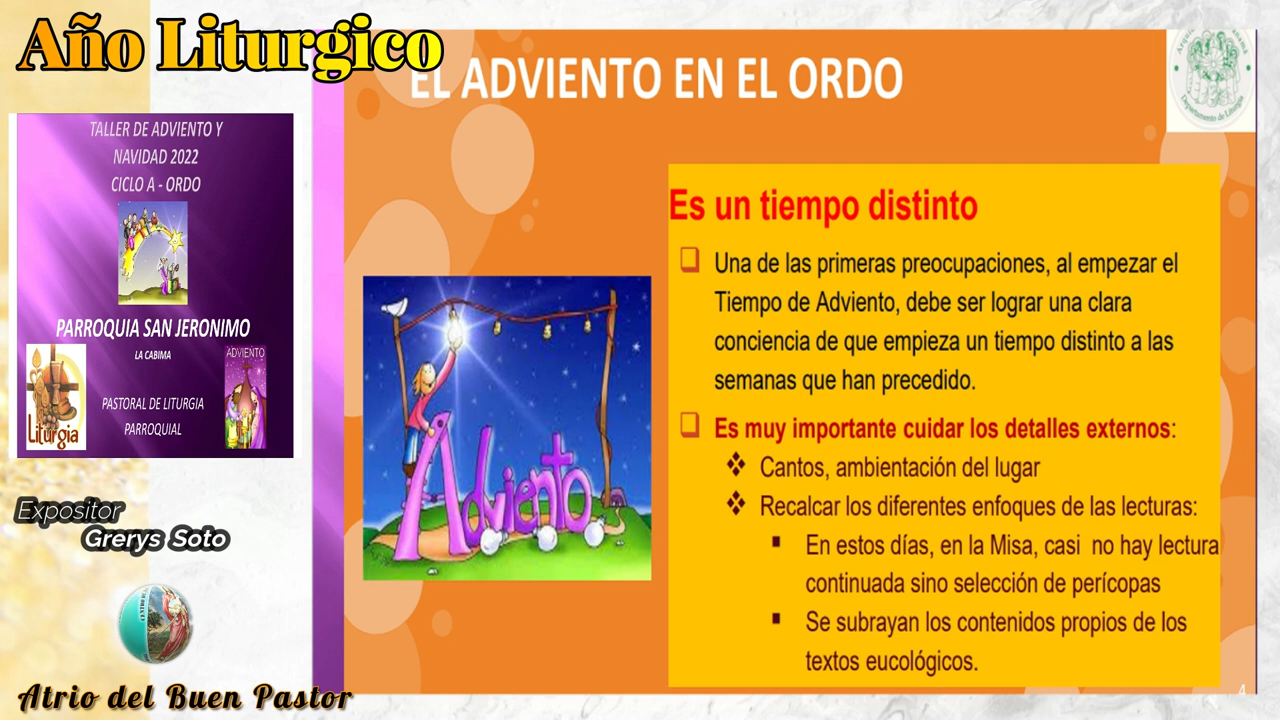 Año Liturgico
EL ADVIENTO EN EL ORDO
TALLER DE ADVIENTO Y
NAVIDAD 2022
CICLO A - ORDO
PARROQUIA SAN JERONIMO
LA CABIMA
ADVIENTO
Liturgia
PASTORAL DE LITURGIA
PARROQUIAL
Expositor
Grerys Soto
Atrio del Buen Pastor
Adviento
Es un tiempo distinto
Una de las primeras preocupaciones, al empezar el
Tiempo de Adviento, debe ser lograr una clara
conciencia de que empieza un tiempo distinto a las
semanas que han precedido.
Es muy importante cuidar los detalles externos:
Cantos, ambientación del lugar
Recalcar los diferentes enfoques de las lecturas:
En estos días, en la Misa, casi no hay lectura
continuada sino selección de perícopas
Se subrayan los contenidos propios de los
textos eucológicos.
Departamento de Liturgia
4